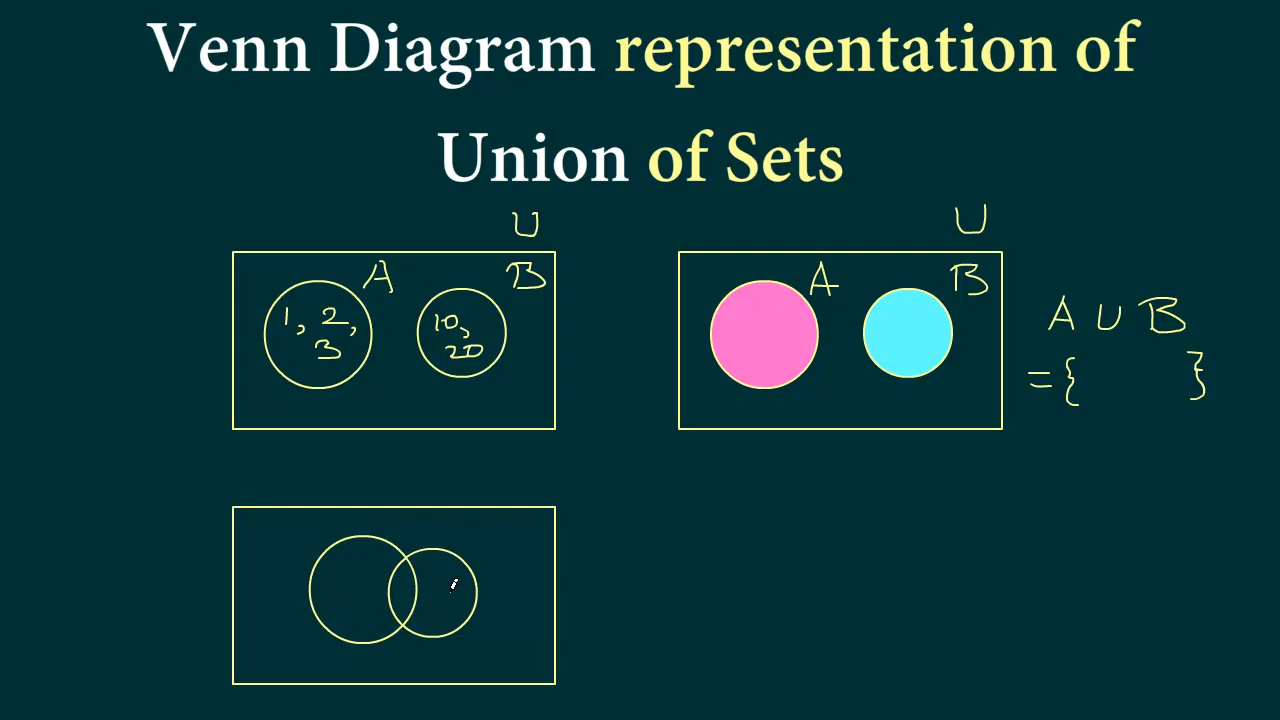 Venn Diagram representation of
Union of Sets
U
A
B
1, 2,
3
10,
20
U
A
B
A ∪ B
= {      }